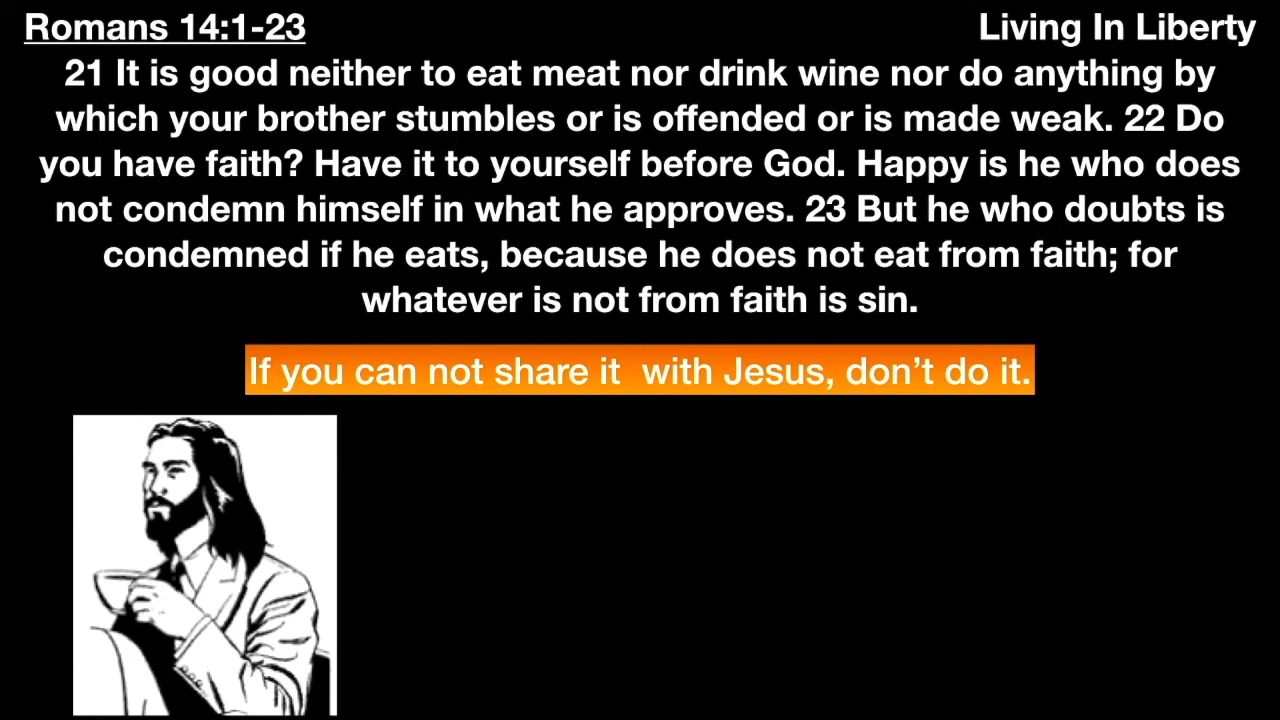 Romans 14:1-23
Living In Liberty
21 It is good neither to eat meat nor drink wine nor do anything by
which your brother stumbles or is offended or is made weak. 22 Do
you have faith? Have it to yourself before God. Happy is he who does
not condemn himself in what he approves. 23 But he who doubts is
condemned if he eats, because he does not eat from faith; for
whatever is not from faith is sin.
If you can not share it  with Jesus, don’t do it.